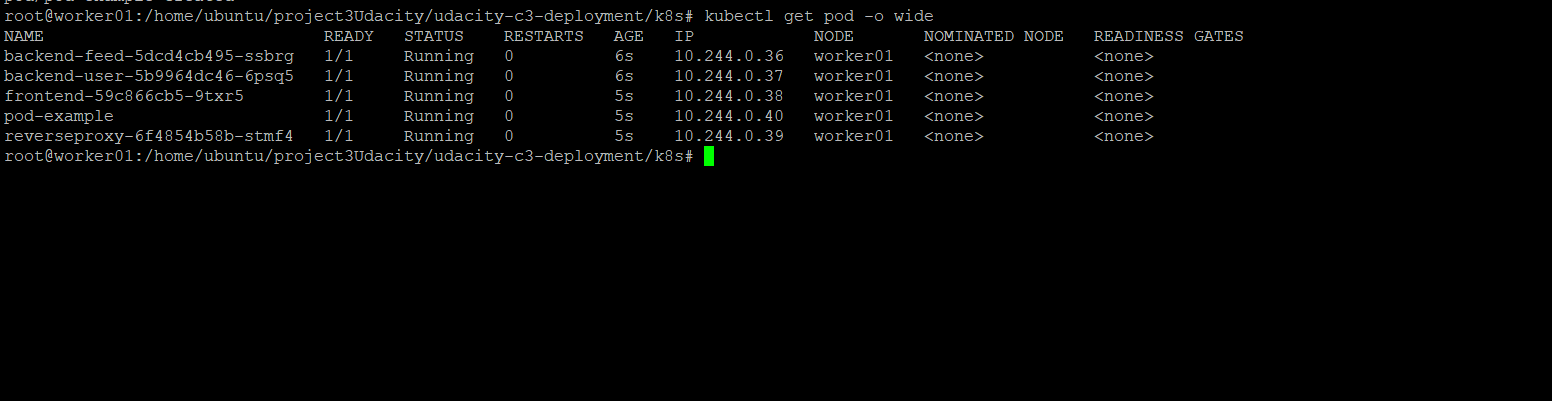 root@worker01:/home/ubuntu/project3Udacity/udacity-c3-deployment/k8s# kubectl get pod -o wide
NAME READY STATUS RESTARTS AGE IP NODE NOMINATED NODE READINESS GATES
backend-feed-5dcd4cb495-ssbrg 1/1 Running 0 6s 10.244.0.36 worker01 <none> <none>
backend-user-5b9964dc46-6psq5 1/1 Running 0 6s 10.244.0.37 worker01 <none> <none>
frontend-59c866cb5-9txr5 1/1 Running 0 5s 10.244.0.38 worker01 <none> <none>
pod-example 1/1 Running 0 5s 10.244.0.40 worker01 <none> <none>
reverseproxy-6f4854b58b-stmf4 1/1 Running 0 5s 10.244.0.39 worker01 <none> <none>
root@worker01:/home/ubuntu/project3Udacity/udacity-c3-deployment/k8s#